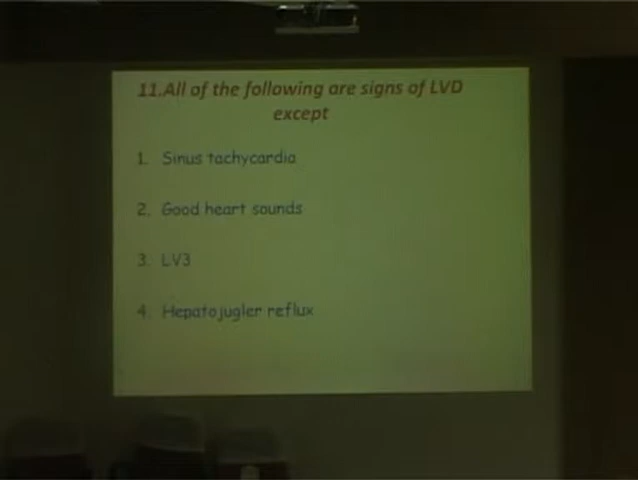 11.All of the following are signs of LVD
except
1. Sinus tachycardia
2. Good heart sounds
3. LV3
4. Hepatojugler reflux